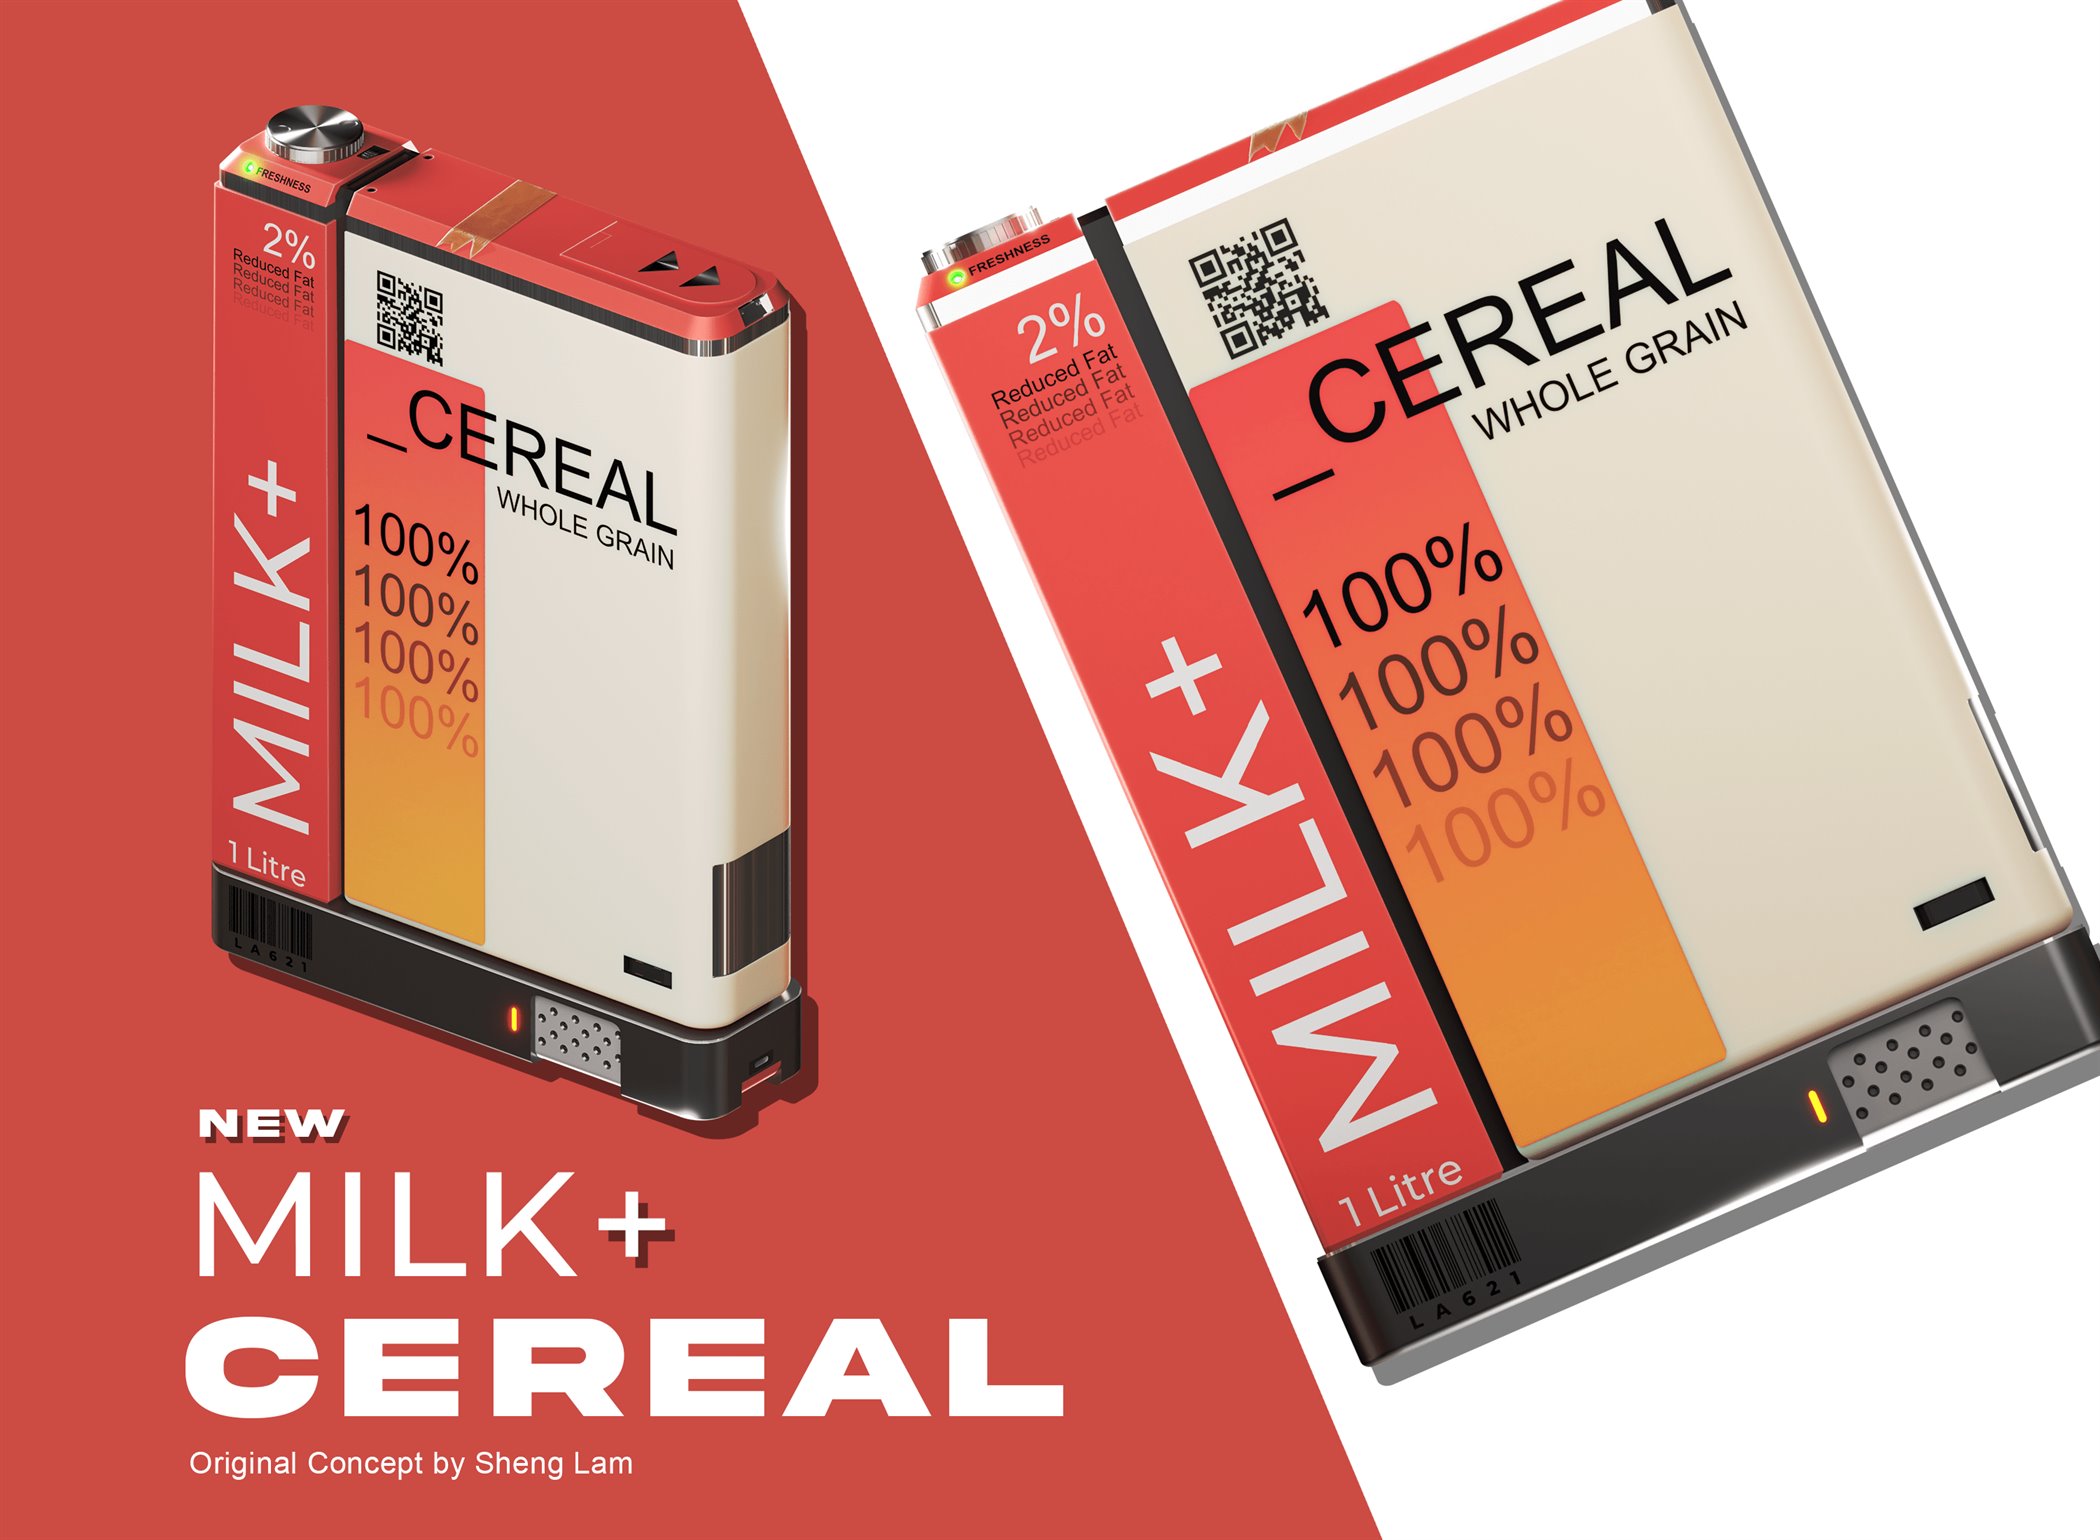 FRESHNESS
2%
Reduced Fat
Reduced Fat
Reduced Fat
Reduced Fat
MILK+
1 Litre
LA621
_CEREAL
WHOLE GRAIN
100%
100%
100%
100%
FRESHNESS
2%
Reduced Fat
Reduced Fat
Reduced Fat
Reduced Fat
MILK+
1 Litre
LA621
_CEREAL
WHOLE GRAIN
100%
100%
100%
100%
NEW
MILK+
CEREAL
Original Concept by Sheng Lam